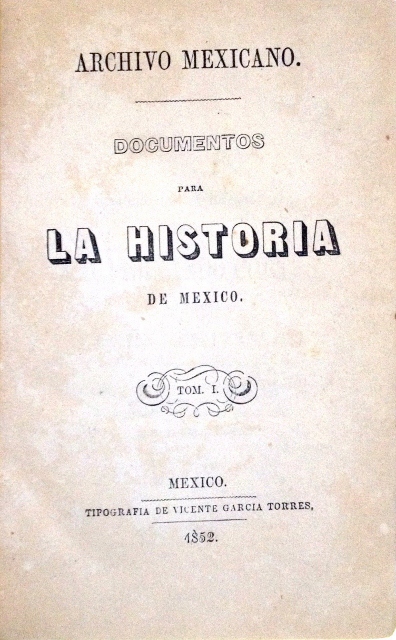 ARCHIVO MEXICANO.
DOCUMENTOS
PARA
LA HISTORIA
DE MEXICO.
TOM. I.
MEXICO.
TIPOGRAFIA DE VICENTE GARCIA TORRES,
1852.